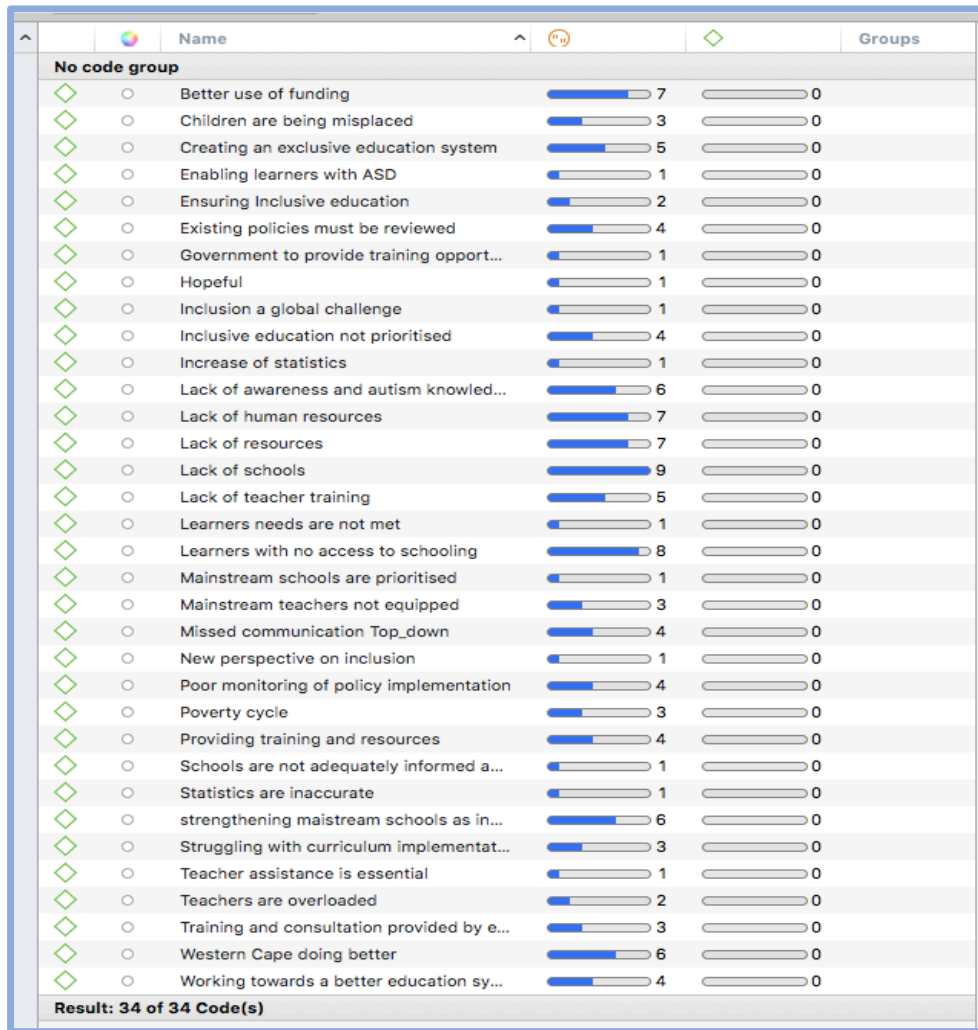 Name Groups
No code group
Better use of funding 7 0
Children are being misplaced 3 0
Creating an exclusive education system 5 0
Enabling learners with ASD 1 0
Ensuring Inclusive education 2 0
Existing policies must be reviewed 4 0
Government to provide training opport... 1 0
Hopeful 1 0
Inclusion a global challenge 1 0
Inclusive education not prioritised 4 0
Increase of statistics 1 0
Lack of awareness and autism knowled... 6 0
Lack of human resources 7 0
Lack of resources 7 0
Lack of schools 9 0
Lack of teacher training 5 0
Learners needs are not met 1 0
Learners with no access to schooling 8 0
Mainstream schools are prioritised 1 0
Mainstream teachers not equipped 3 0
Missed communication Top_down 4 0
New perspective on inclusion 1 0
Poor monitoring of policy implementation 4 0
Poverty cycle 3 0
Providing training and resources 4 0
Schools are not adequately informed a... 1 0
Statistics are inaccurate 1 0
strengthening maistream schools as in... 6 0
Struggling with curriculum implementat... 3 0
Teacher assistance is essential 1 0
Teachers are overloaded 2 0
Training and consultation provided by e... 3 0
Western Cape doing better 6 0
Working towards a better education sy... 4 0
Result: 34 of 34 Code(s)